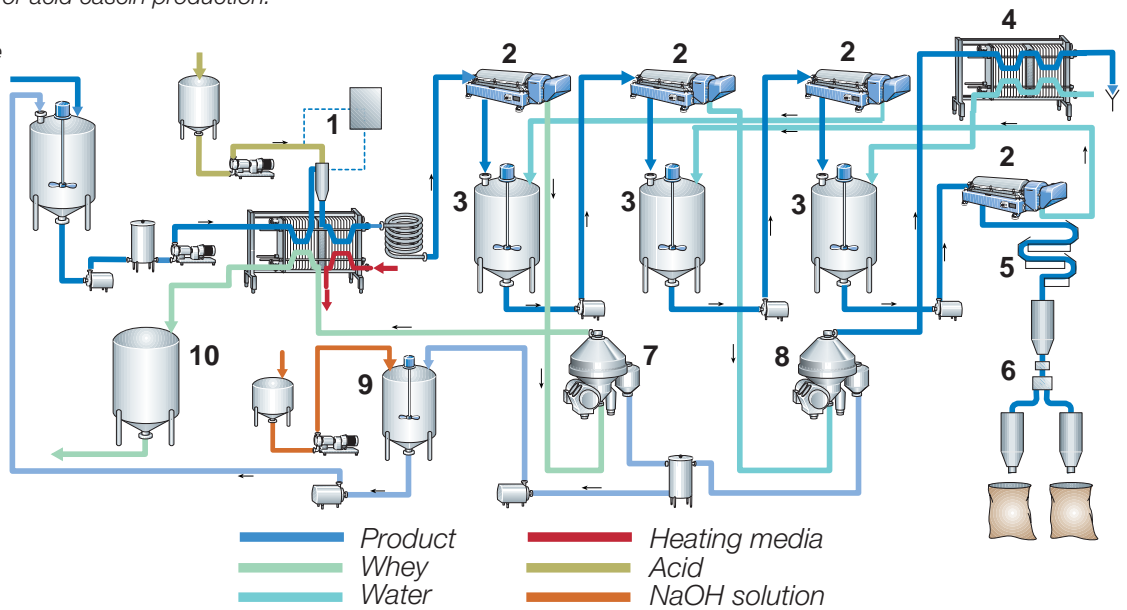 or acid casein production.
4
2
2
2
1
2
3
3
3
5
10
9
7
8
6
Product
Heating media
Whey
Acid
Water
NaOH solution